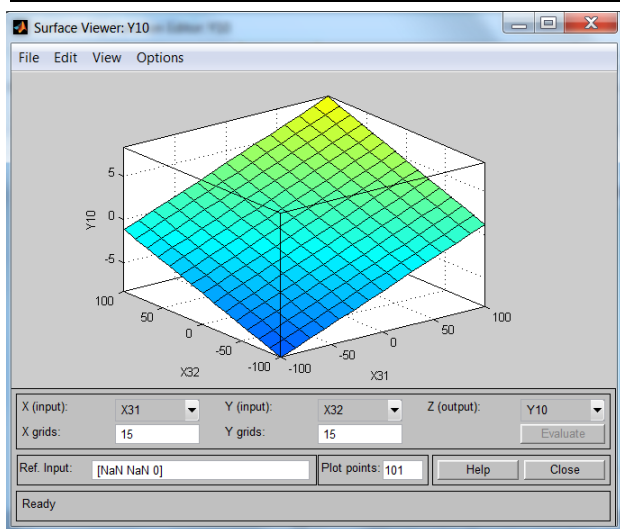 Surface Viewer: Y10
File Edit View Options
5
0
-5
Y10
100
50
0
-50
-100
X32
-100
-50
0
50
100
X31
X (input): X31 Y (input): X32 Z (output): Y10
X grids: 15 Y grids: 15 Evaluate
Ref. Input: [NaN NaN 0] Plot points: 101 Help Close
Ready